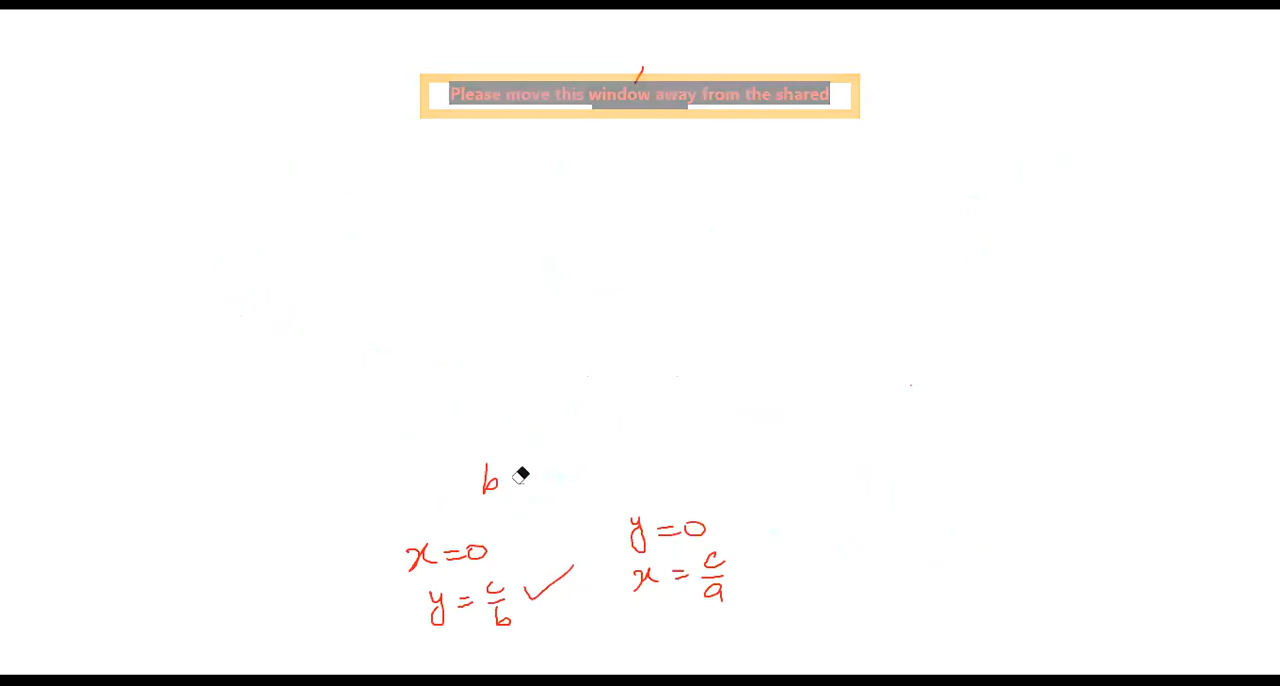 Please move this window away from the shared
b
x=0
y = c/b ✓
y=0
x = c/a